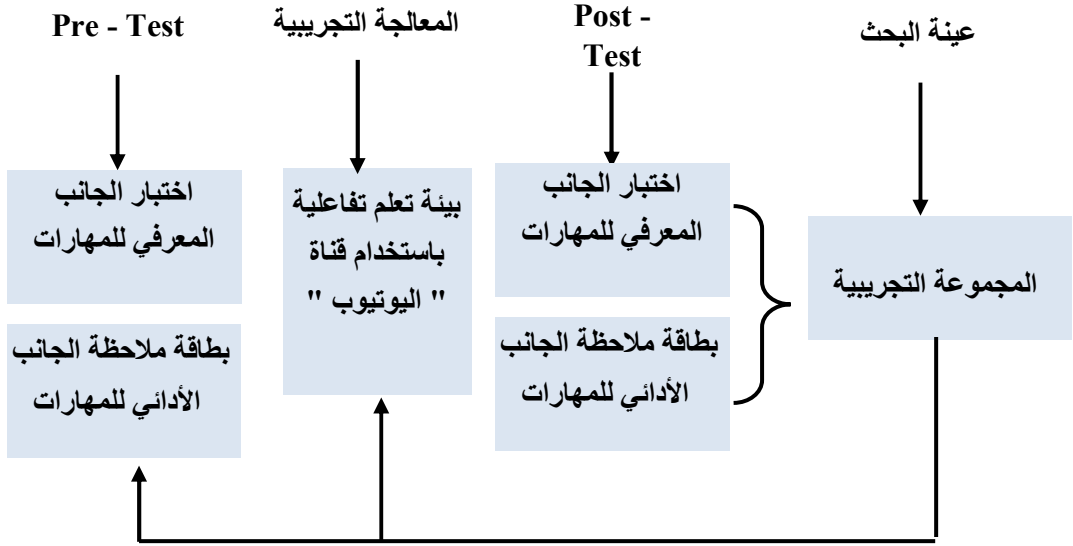 Pre - Test
المعالجة التجريبية
Post -
Test
عينة البحث
اختبار الجانب
المعرفي للمهارات
بطاقة ملاحظة الجانب
الأدائي للمهارات
بيئة تعلم تفاعلية
باستخدام قناة
" اليوتيوب "
اختبار الجانب
المعرفي للمهارات
بطاقة ملاحظة الجانب
الأدائي للمهارات
المجموعة التجريبية